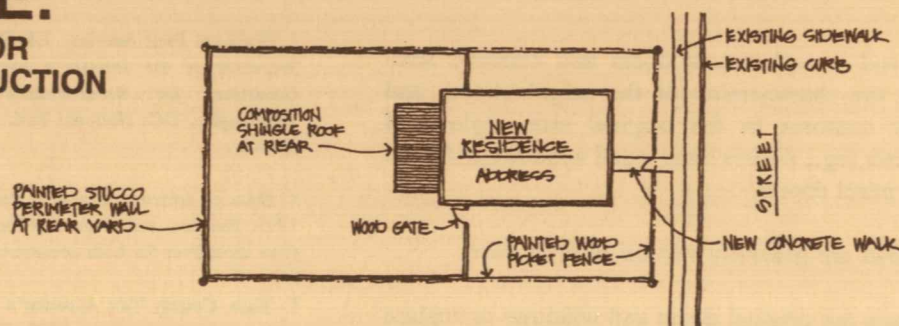 OR
UCTION
EXISTING SIDEWALK
EXISTING CURB
COMPOSITION
SHINGLE ROOF
AT REAR
NEW
RESIDENCE
ADDRESS
STREET
PAINTED STUCCO
PERIMETER WALL
AT REAR YARD
WOOD GATE
PAINTED WOOD
PICKET FENCE
NEW CONCRETE WALK